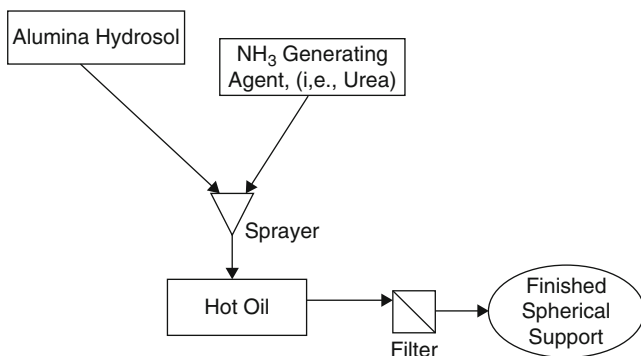 Alumina Hydrosol
NH₃ Generating
Agent, (i,e., Urea)
Sprayer
Hot Oil
Filter
Finished
Spherical
Support